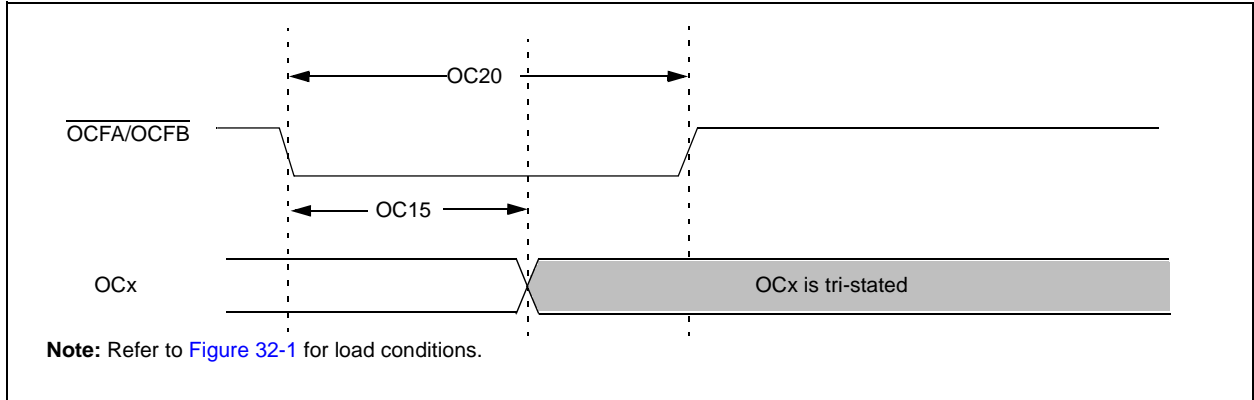 OC20
OCFA/OCFB
OC15
OCx
OCx is tri-stated
Note: Refer to Figure 32-1 for load conditions.